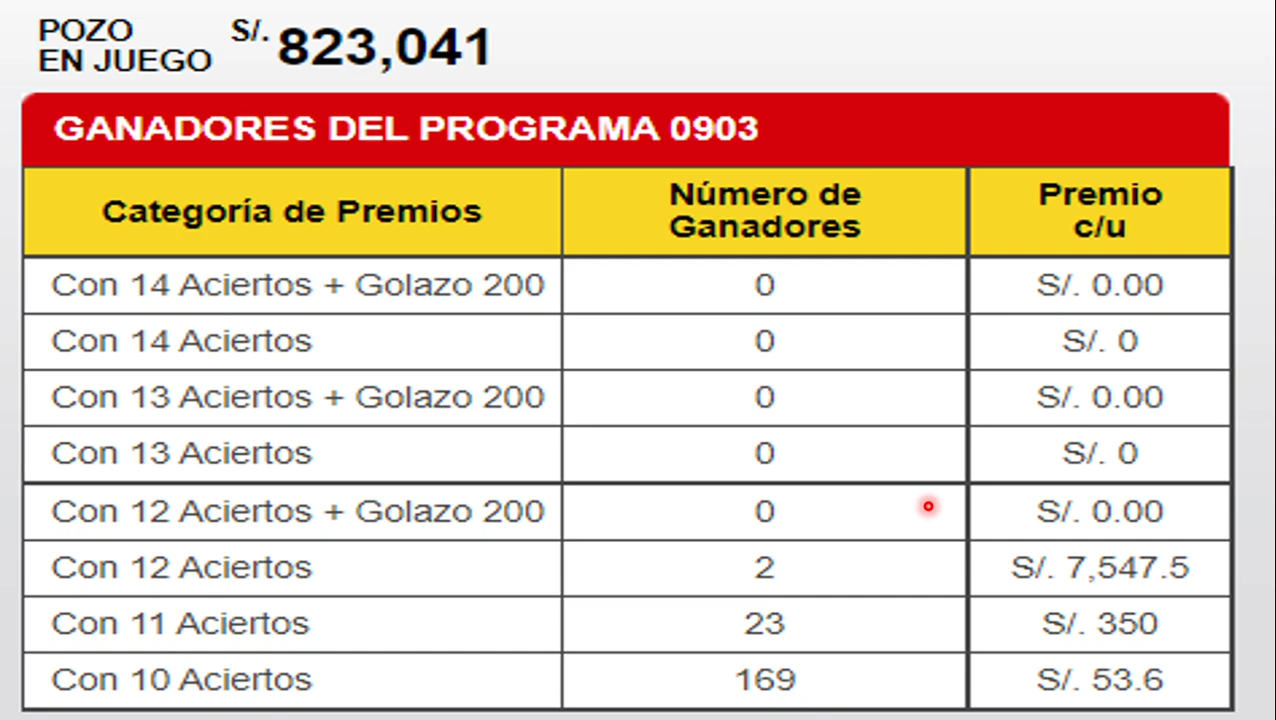 POZO
EN JUEGO
S/. 823,041
GANADORES DEL PROGRAMA 0903
Categoría de Premios
Número de
Ganadores
Premio
c/u
Con 14 Aciertos + Golazo 200 0 S/. 0.00
Con 14 Aciertos 0 S/. 0
Con 13 Aciertos + Golazo 200 0 S/. 0.00
Con 13 Aciertos 0 S/. 0
Con 12 Aciertos + Golazo 200 0 S/. 0.00
Con 12 Aciertos 2 S/. 7,547.5
Con 11 Aciertos 23 S/. 350
Con 10 Aciertos 169 S/. 53.6